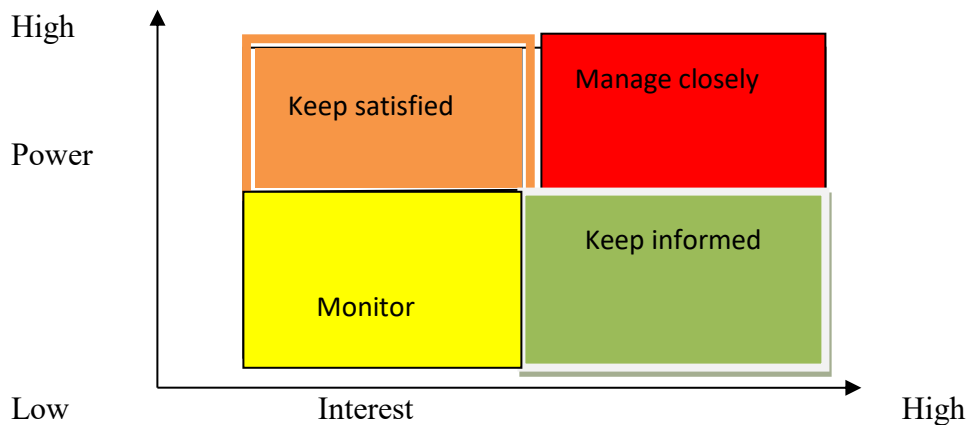 High
Manage closely
Keep satisfied
Power
Keep informed
Monitor
Low Interest High